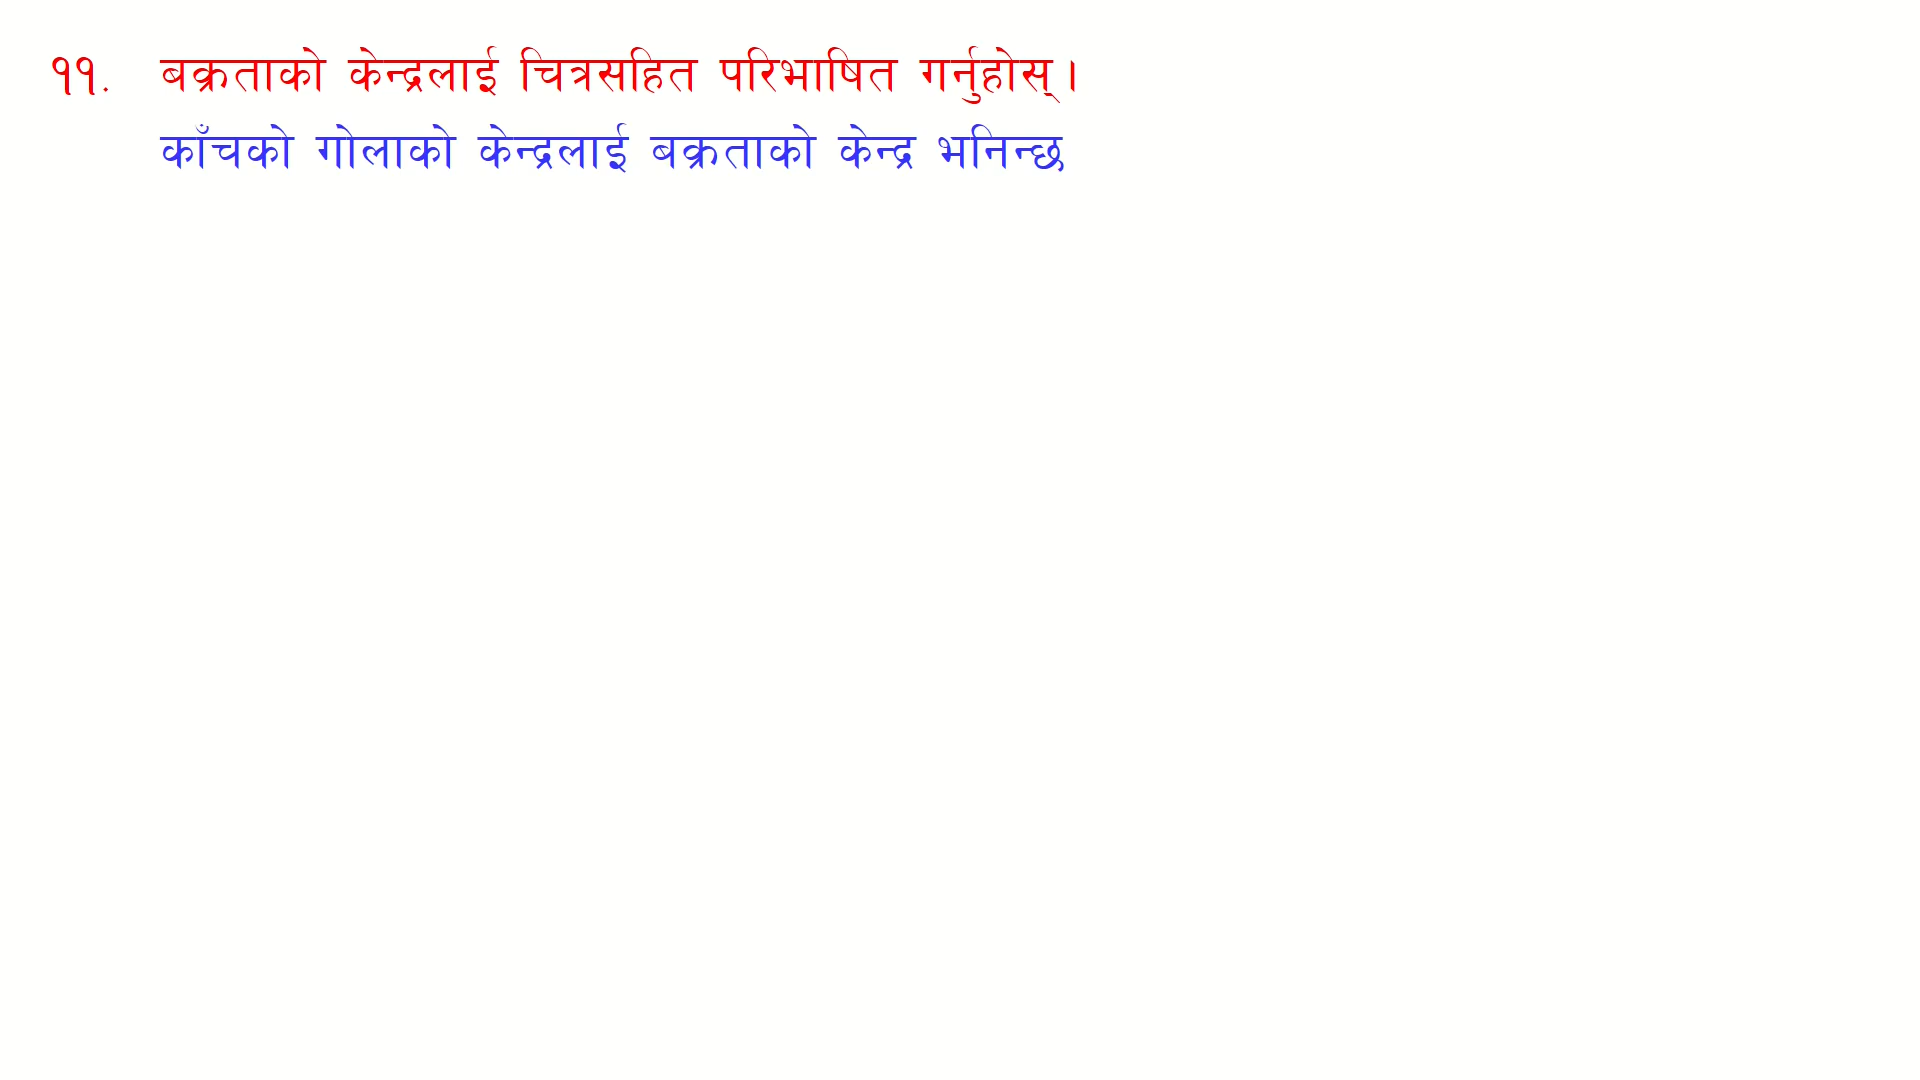 ११. बक्रताको केन्द्रलाई चित्रसहित परिभाषित गर्नुहोस्।
काँचको गोलाको केन्द्रलाई बक्रताको केन्द्र भनिन्छ